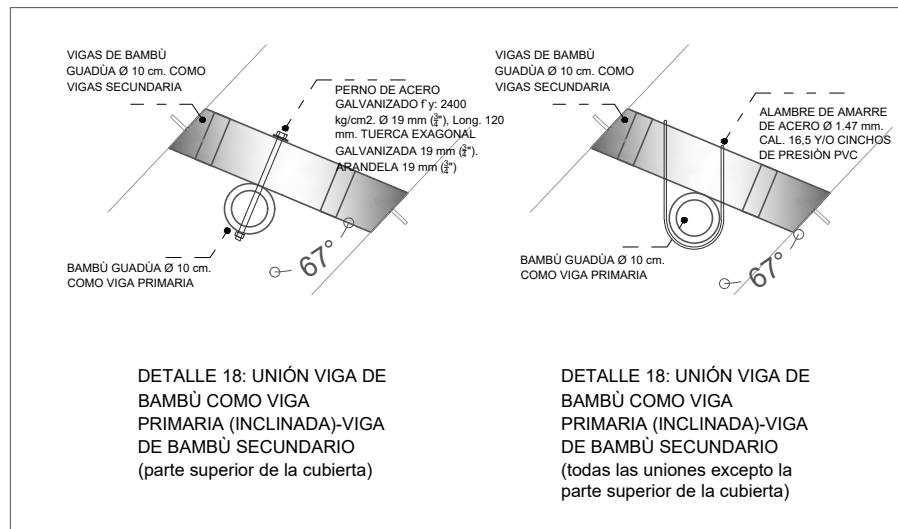 VIGAS DE BAMBÙ
GUADÙA Ø 10 cm. COMO
VIGAS SECUNDARIA
PERNO DE ACERO
GALVANIZADO f´y: 2400
kg/cm2. Ø 19 mm (3/4"), Long. 120
mm. TUERCA EXAGONAL
GALVANIZADA 19 mm (3/4").
ARANDELA 19 mm (3/4")
BAMBÙ GUADÙA Ø 10 cm.
COMO VIGA PRIMARIA
67°
DETALLE 18: UNIÓN VIGA DE
BAMBÙ COMO VIGA
PRIMARIA (INCLINADA)-VIGA
DE BAMBÙ SECUNDARIO
(parte superior de la cubierta)
VIGAS DE BAMBÙ
GUADÙA Ø 10 cm. COMO
VIGAS SECUNDARIA
ALAMBRE DE AMARRE
DE ACERO Ø 1.47 mm.
CAL. 16,5 Y/O CINCHOS
DE PRESIÒN PVC
BAMBÙ GUADÙA Ø 10 cm.
COMO VIGA PRIMARIA
67°
DETALLE 18: UNIÓN VIGA DE
BAMBÙ COMO VIGA
PRIMARIA (INCLINADA)-VIGA
DE BAMBÙ SECUNDARIO
(todas las uniones excepto la
parte superior de la cubierta)